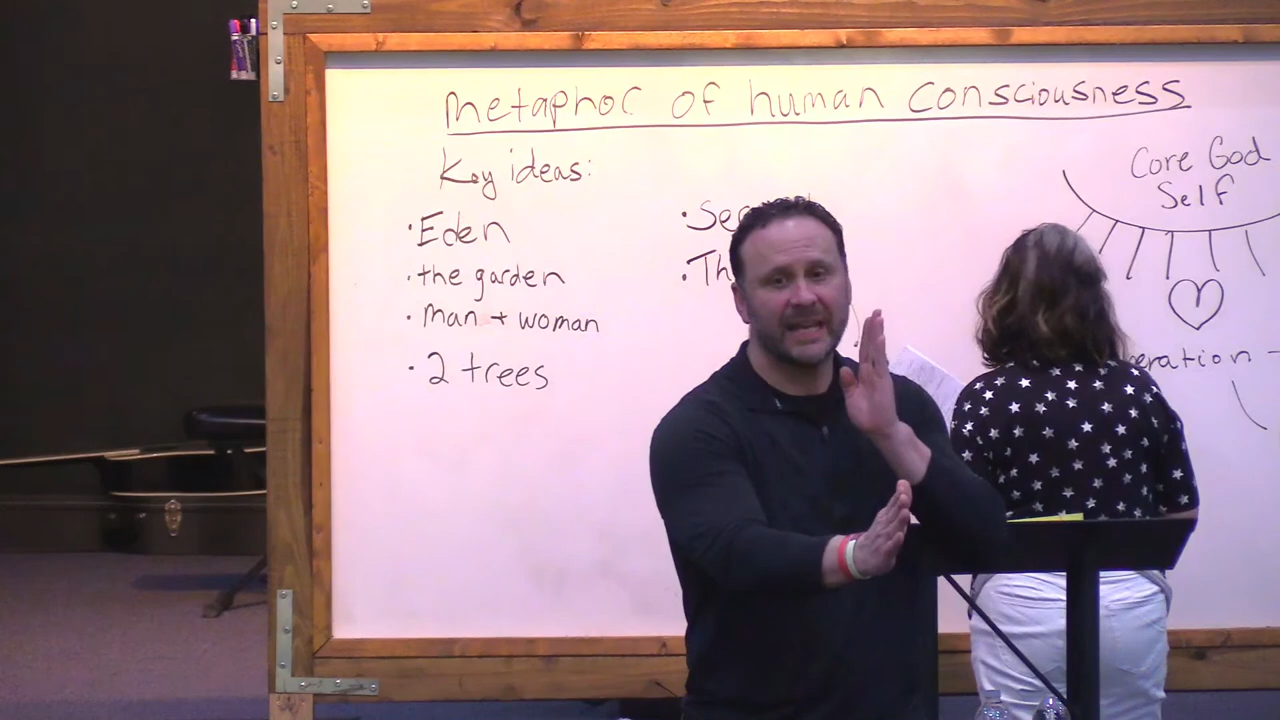 metaphor of human consciousness
Key ideas:
• Eden
• the garden
• man + woman
• 2 trees
Core God
Self